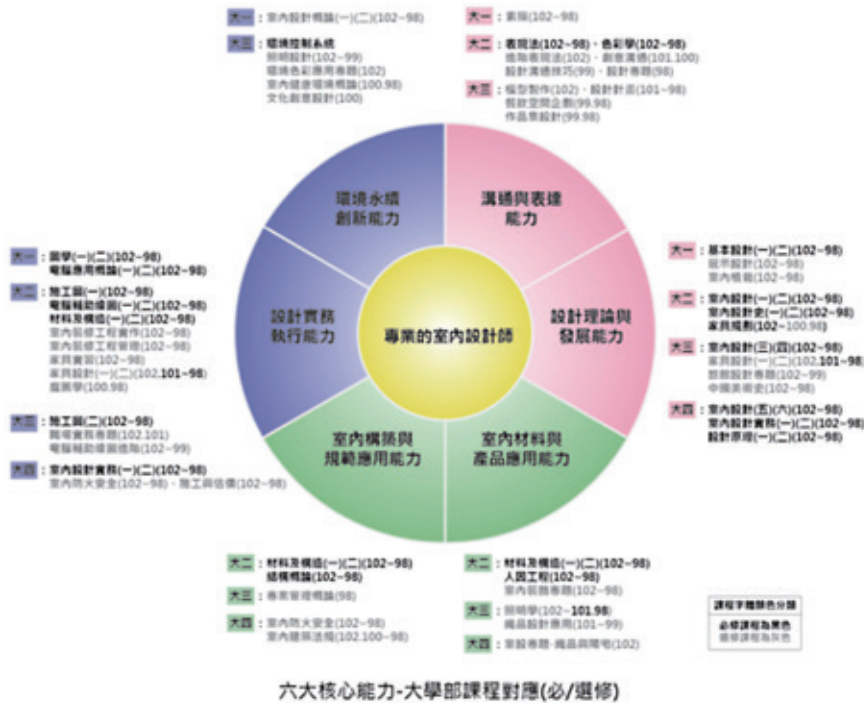 大一：室內設計概論(一)(二)(102~98)
大三：環境控制系統
照明設計(102~99)
環境色彩應用專題(102)
室內健康環境概論(100.98)
文化創意設計(100)
大一：素描(102~98)
大二：表現法(102~98)、色彩學(102~98)
進階表現法(102)、創意溝通(101.100)
設計溝通技巧(99)、設計專題(98)
大三：模型製作(102)、設計計畫(101~98)
餐飲空間企劃(99.98)
作品集設計(99.98)
環境永續
創新能力
溝通與表達
能力
設計實務
執行能力
專業的室內設計師
設計理論與
發展能力
室內構築與
規範應用能力
室內材料與
產品應用能力
大一：圖學(一)(二)(102~98)
電腦應用概論(一)(二)(102~98)
大二：施工圖(一)(102~98)
電腦輔助繪圖(一)(二)(102~98)
材料及構造(一)(二)(102~98)
室內裝修工程實作(102~98)
室內裝修工程管理(102~98)
家具實習(102~98)
家具設計(一)(二)(102.101~98)
(100.98)
大三：施工圖(二)(102~98)
職場實務專題(102.101)
電腦輔助繪圖進階(102~99)
大四：室內設計實務(一)(二)(102~98)
室內防火安全(102~98)、施工與估價(102~98)
大一：基本設計(一)(二)(102~98)
展示設計(102~98)
室內植栽(102~98)
大二：室內設計(一)(二)(102~98)
室內設計史(一)(二)(102~98)
家具規劃(102~100.98)
大三：室內設計(三)(四)(102~98)
家具設計(一)(二)(102.101~98)
旅館設計專題(102~99)
中國美術史(102~98)
大四：室內設計(五)(六)(102~98)
室內設計實務(一)(二)(102~98)
設計原理(一)(二)(102~98)
大二：材料及構造(一)(二)(102~98)
結構概論(102~98)
大三：專業管理概論(98)
大四：室內防火安全(102~98)
室內建築法規(102.100~98)
大二：材料及構造(一)(二)(102~98)
人因工程(102~98)
室內裝飾專題(102~98)
大三：照明學(102~101.98)
織品設計應用(101~99)
大四：室設專題-織品與陽宅(102)
課程字體顏色分類
必修課程為黑色
選修課程為灰色
六大核心能力-大學部課程對應(必/選修)